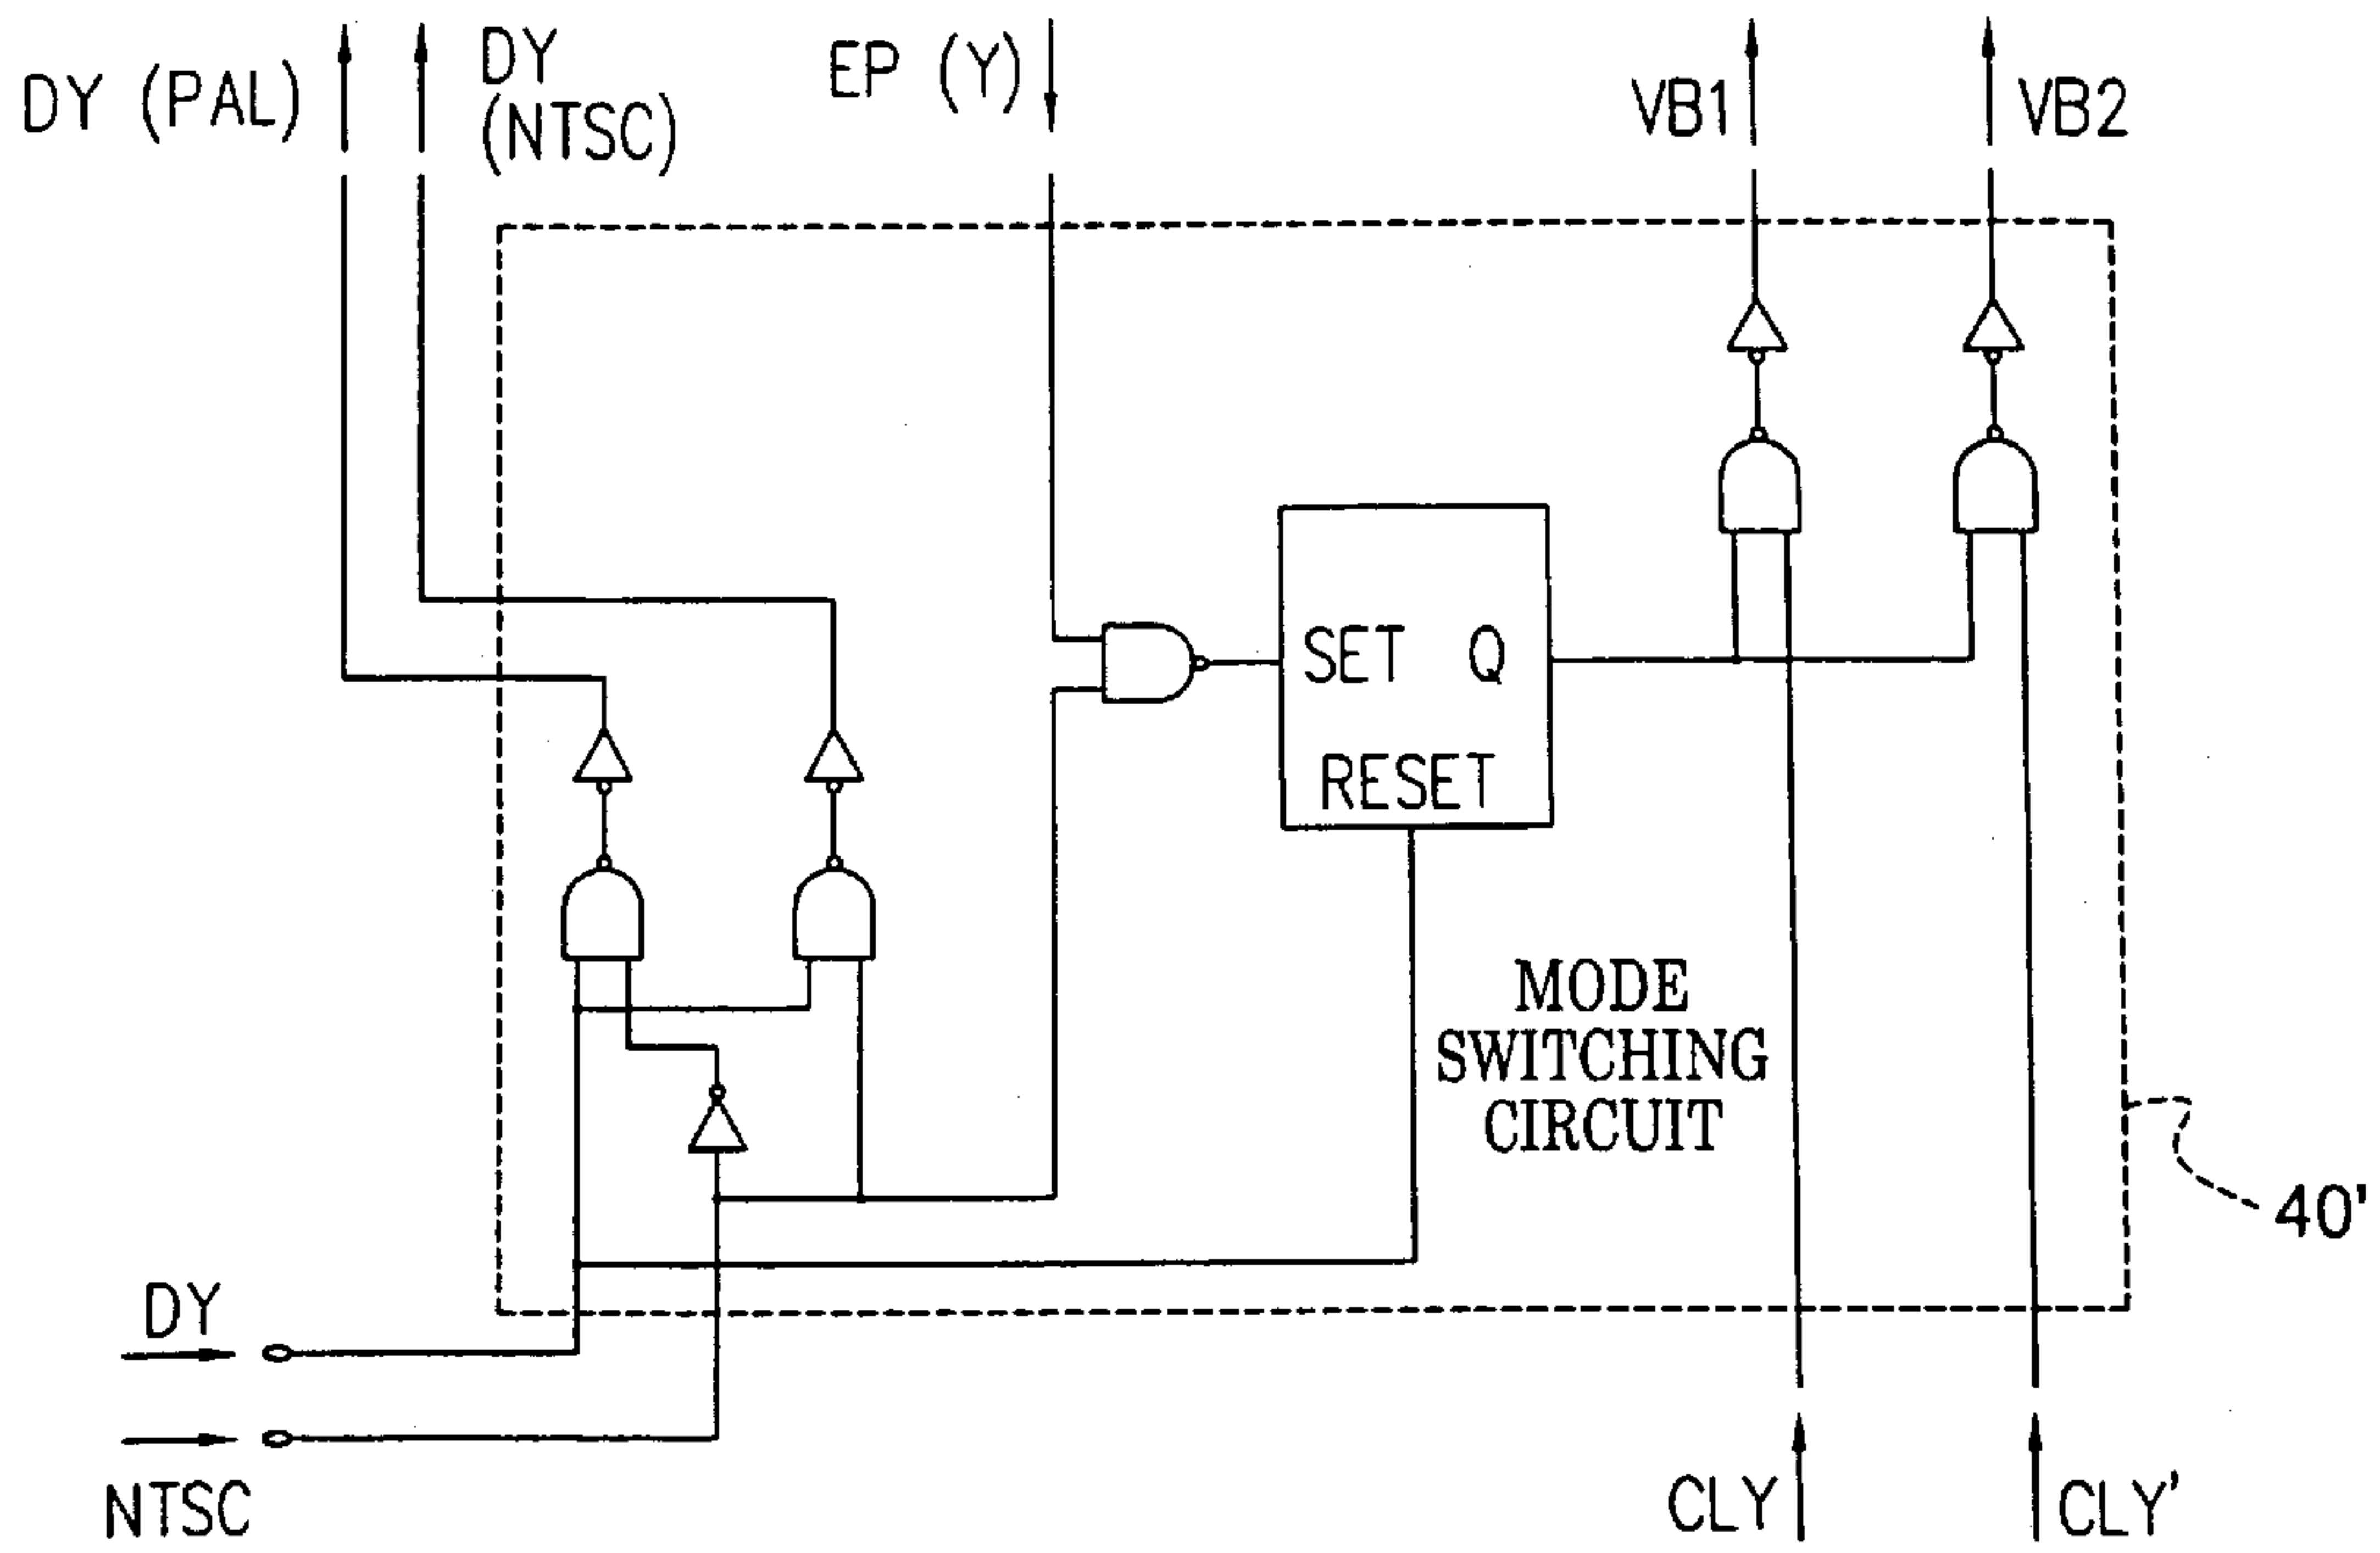 DY (PAL)
DY
(NTSC)
EP (Y)
VB1
VB2
SET Q
RESET
MODE
SWITCHING
CIRCUIT
40'
DY
NTSC
CLY
CLY'